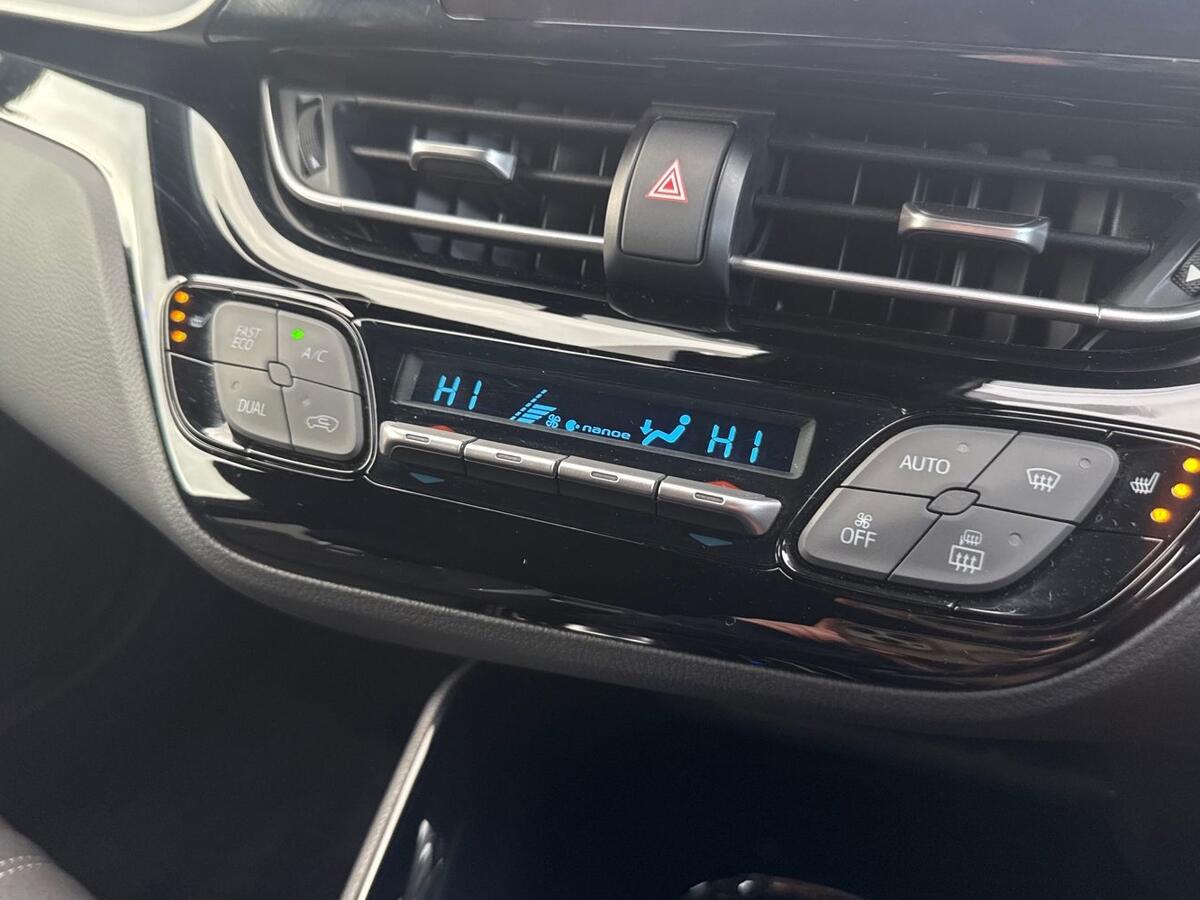 FAST
ECO
A/C
DUAL
HI
nanoe
HI
AUTO
OFF